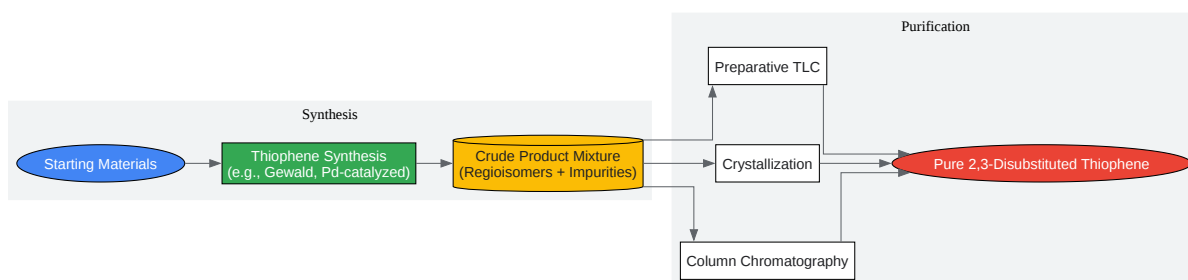 Synthesis
Starting Materials
Thiophene Synthesis
(e.g., Gewald, Pd-catalyzed)
Crude Product Mixture
(Regioisomers + Impurities)
Purification
Preparative TLC
Crystallization
Column Chromatography
Pure 2,3-Disubstituted Thiophene